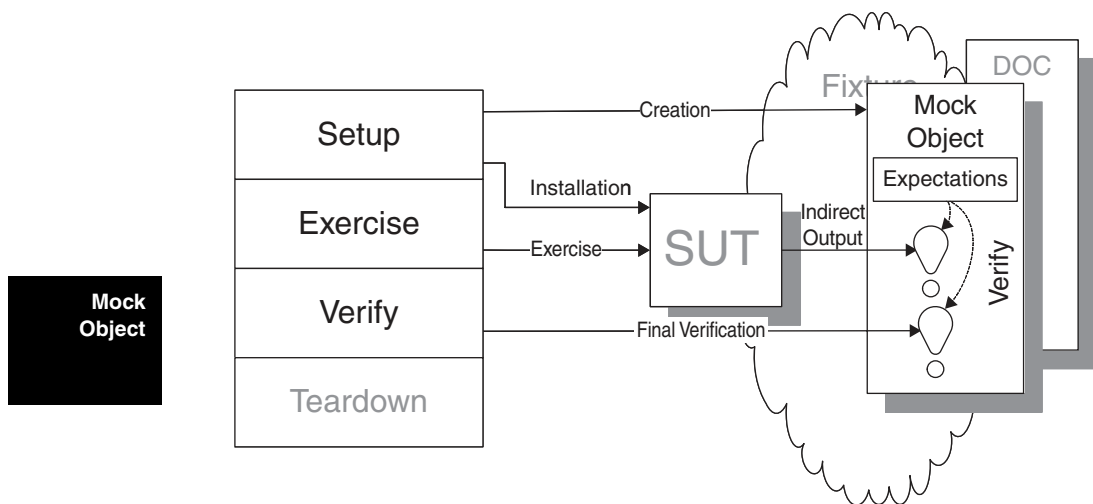 Mock
Object
Setup
Exercise
Verify
Teardown
Creation
Installation
Exercise
Final Verification
SUT
Indirect
Output
Fixture
DOC
Mock
Object
Expectations
Verify